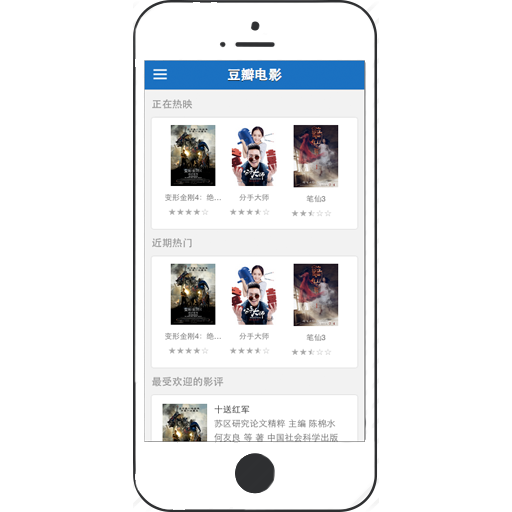 豆瓣电影
正在热映
变形金刚4：绝...
分手大师
笔仙3
近期热门
变形金刚4：绝...
分手大师
笔仙3
最受欢迎的影评
十送红军
苏区研究论文精粹 主编 陈棉水
何友良 等 著 中国社会科学出版